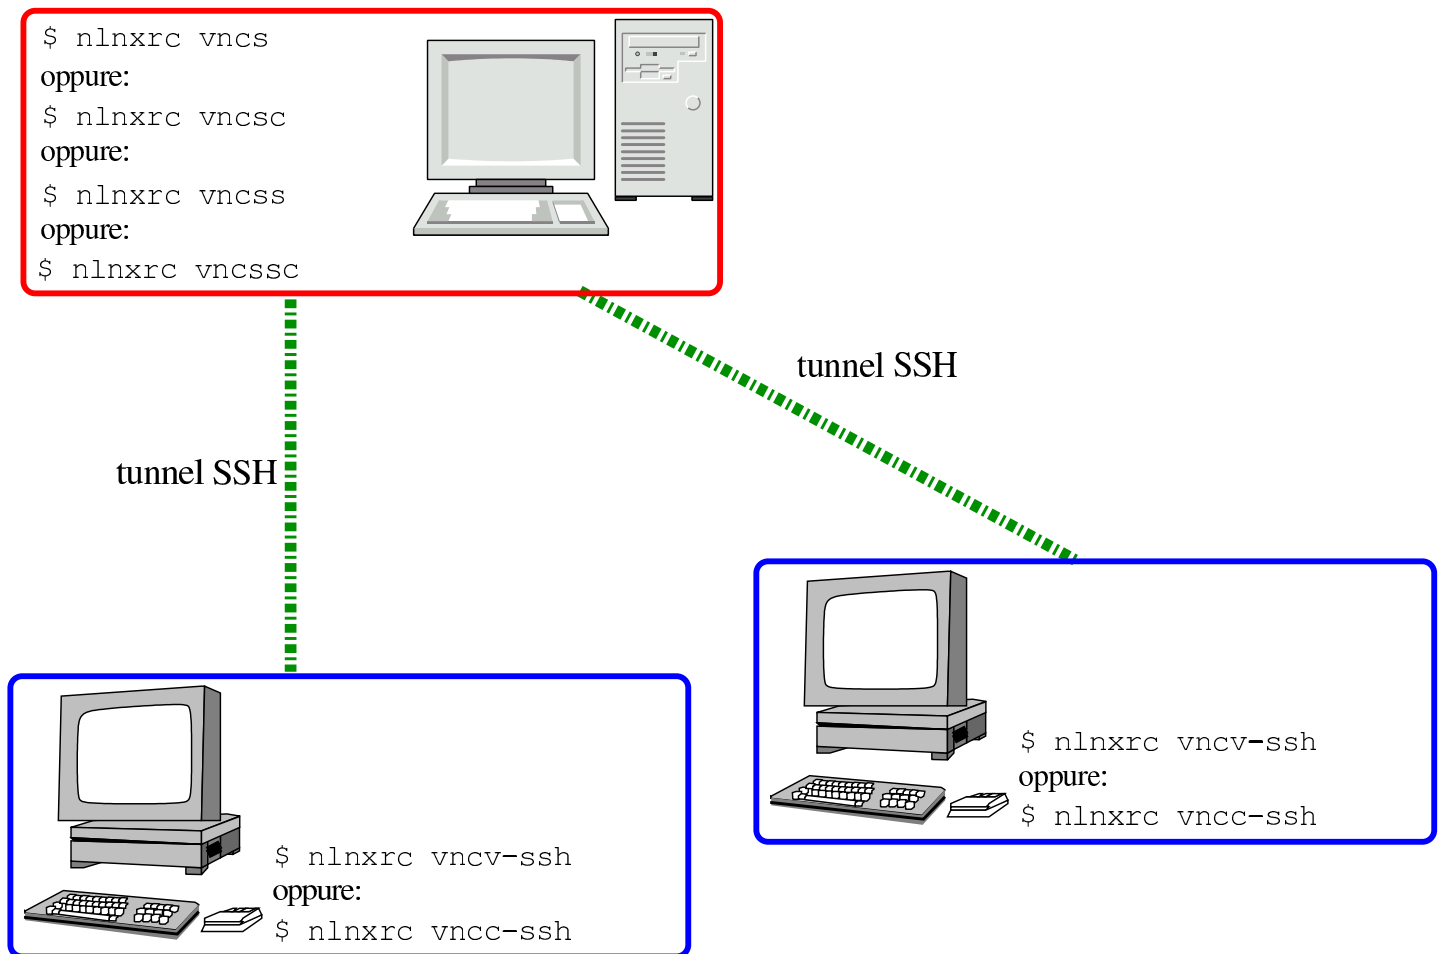 $ nlnxrc vncs
oppure:
$ nlnxrc vncsc
oppure:
$ nlnxrc vncss
oppure:
$ nlnxrc vncssc
tunnel SSH
tunnel SSH
$ nlnxrc vncv-ssh
oppure:
$ nlnxrc vncc-ssh
$ nlnxrc vncv-ssh
oppure:
$ nlnxrc vncc-ssh